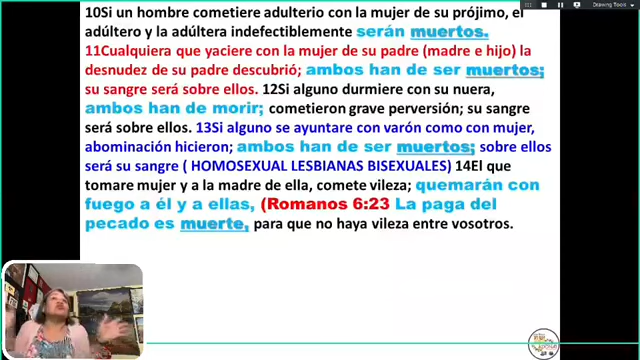 10Si un hombre cometiere adulterio con la mujer de su prójimo, el
adúltero y la adúltera indefectiblemente serán muertos.
11Cualquiera que yaciere con la mujer de su padre (madre e hijo) la
desnudez de su padre descubrió; ambos han de ser muertos;
su sangre será sobre ellos. 12Si alguno durmiere con su nuera,
ambos han de morir; cometieron grave perversión; su sangre
será sobre ellos. 13Si alguno se ayuntare con varón como con mujer,
abominación hicieron; ambos han de ser muertos; sobre ellos
será su sangre ( HOMOSEXUAL LESBIANAS BISEXUALES) 14El que
tomare mujer y a la madre de ella, comete vileza; quemarán con
fuego a él y a ellas, (Romanos 6:23 La paga del
pecado es muerte, para que no haya vileza entre vosotros.
Drawing Tools